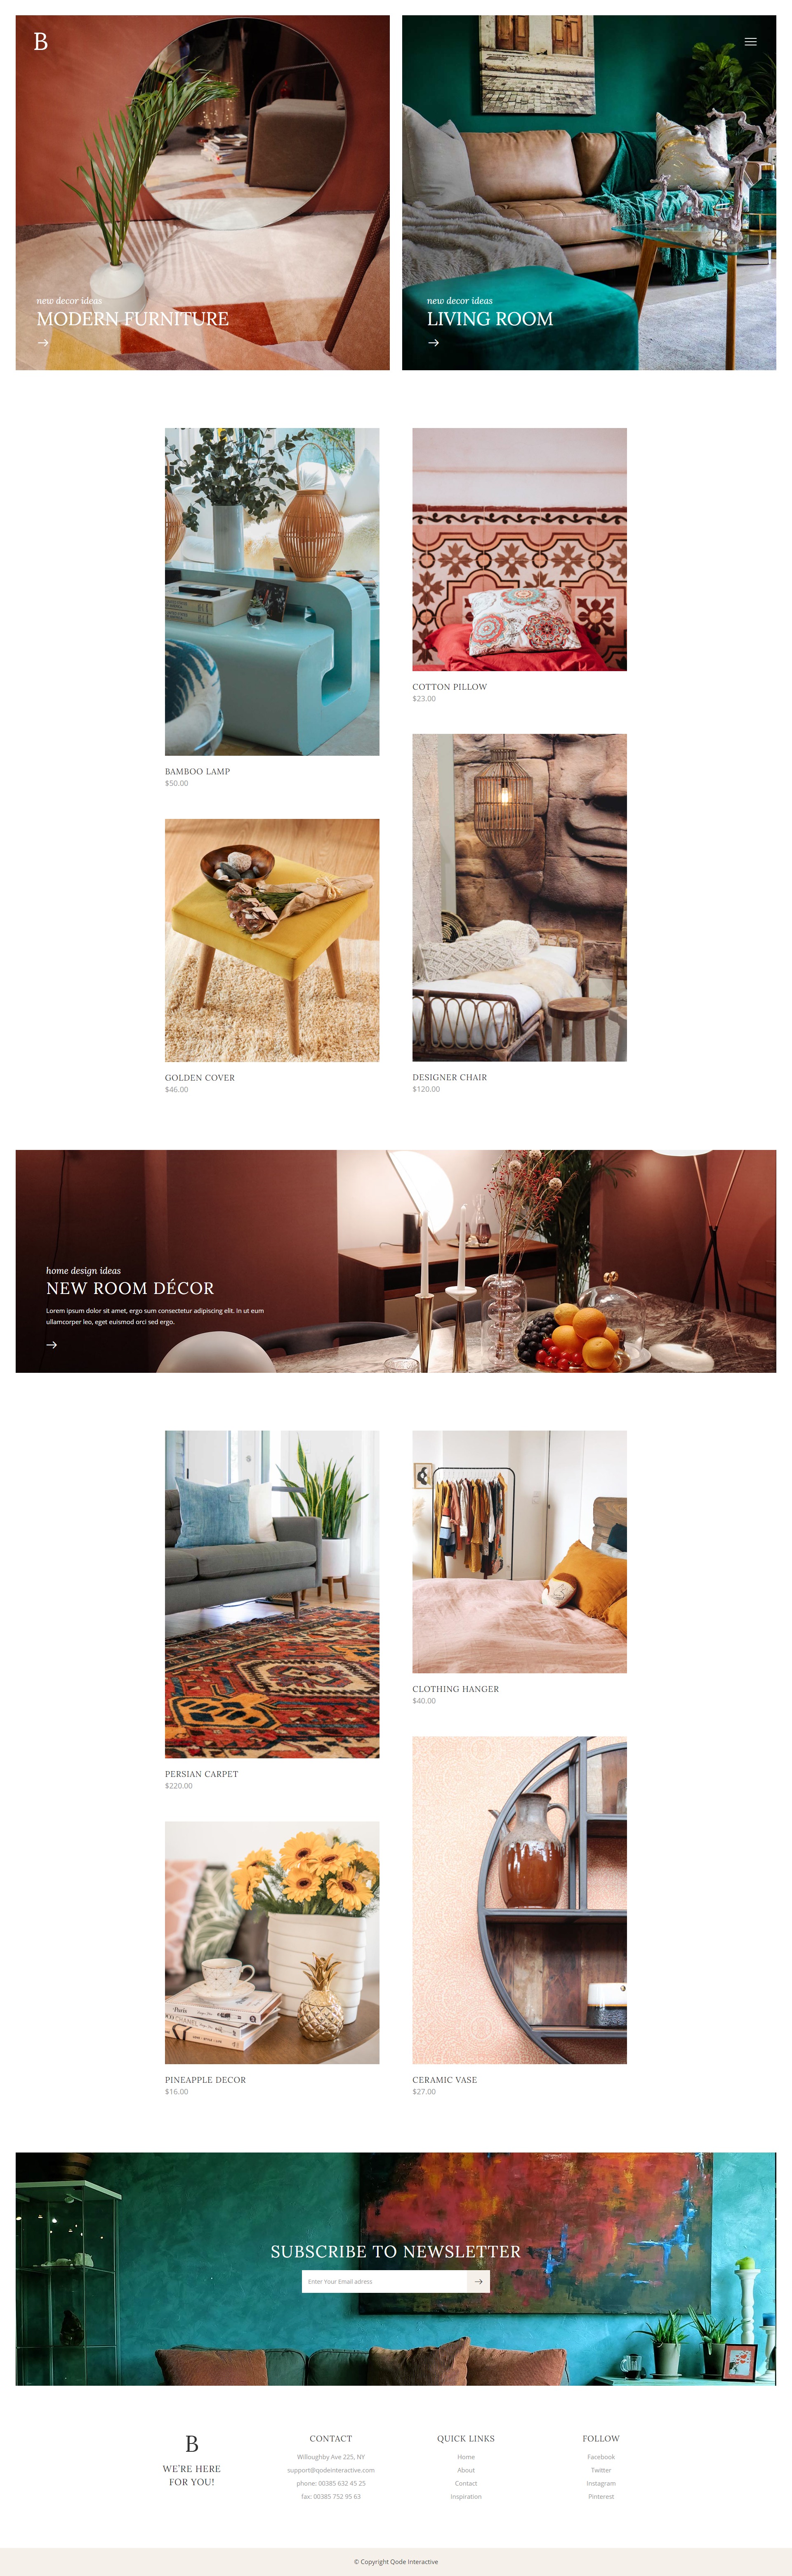 B
new decor ideas
MODERN FURNITURE
new decor ideas
LIVING ROOM
BAMBOO LAMP
$50.00
COTTON PILLOW
$23.00
GOLDEN COVER
$46.00
DESIGNER CHAIR
$120.00
home design ideas
NEW ROOM DÉCOR
Lorem ipsum dolor sit amet, ergo sum consectetur adipiscing elit. In ut eum
ullamcorper leo, eget euismod orci sed ergo.
PERSIAN CARPET
$220.00
CLOTHING HANGER
$40.00
Paris
CHANEL
PINEAPPLE DECOR
$16.00
CERAMIC VASE
$27.00
SUBSCRIBE TO NEWSLETTER
Enter Your Email adress
B
WE'RE HERE
FOR YOU!
CONTACT
Willoughby Ave 225, NY
support@qodeinteractive.com
phone: 00385 632 45 25
fax: 00385 752 95 63
QUICK LINKS
Home
About
Contact
Inspiration
FOLLOW
Facebook
Twitter
Instagram
Pinterest
© Copyright Qode Interactive